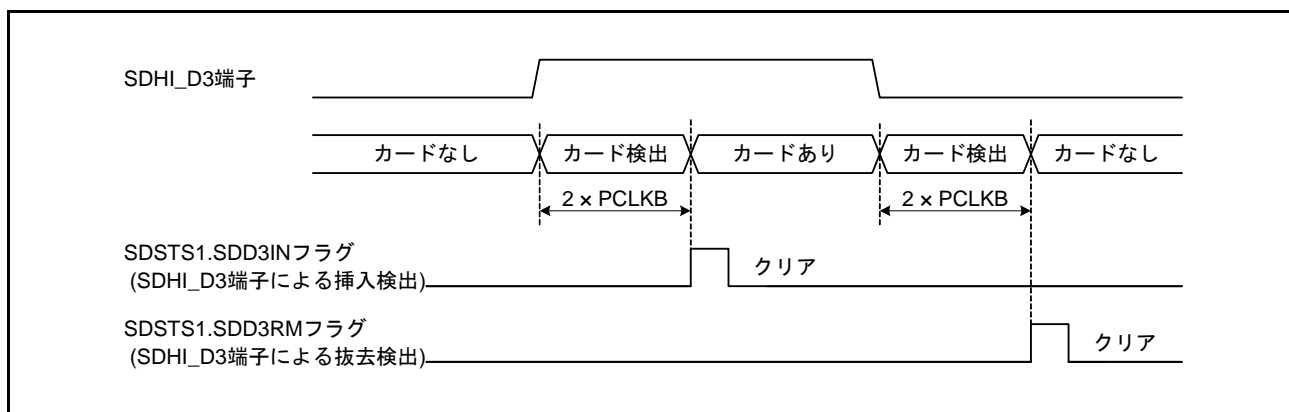 SDHI_D3端子
カードなし カード検出 カードあり カード検出 カードなし
2 × PCLKB 2 × PCLKB
SDSTS1.SDD3INフラグ
(SDHI_D3端子による挿入検出)
クリア
SDSTS1.SDD3RMフラグ
(SDHI_D3端子による抜去検出)
クリア